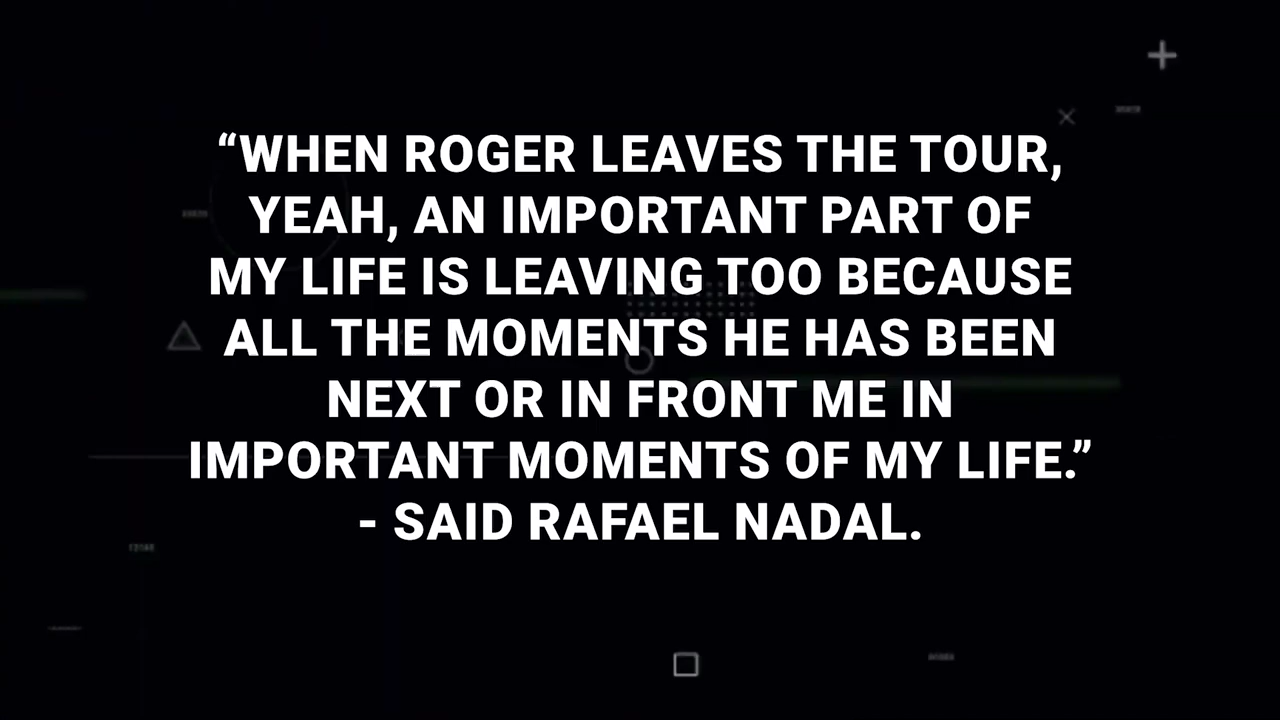 “WHEN ROGER LEAVES THE TOUR,
YEAH, AN IMPORTANT PART OF
MY LIFE IS LEAVING TOO BECAUSE
ALL THE MOMENTS HE HAS BEEN
NEXT OR IN FRONT ME IN
IMPORTANT MOMENTS OF MY LIFE.”
- SAID RAFAEL NADAL.